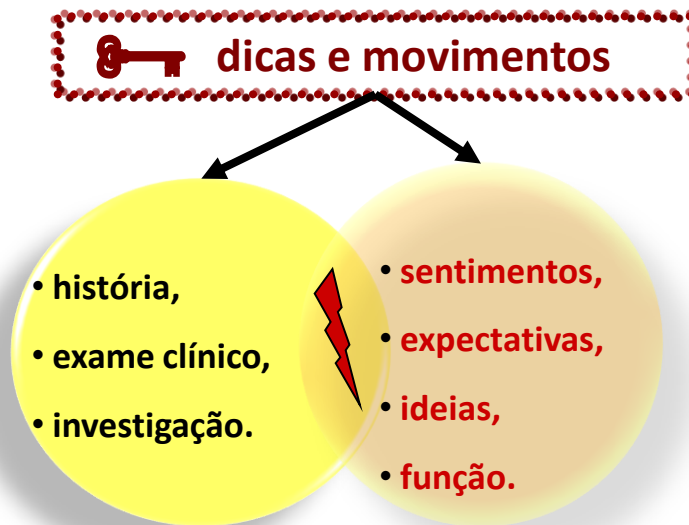 dicas e movimentos
• história,
• exame clínico,
• investigação.
• sentimentos,
• expectativas,
• ideias,
• função.